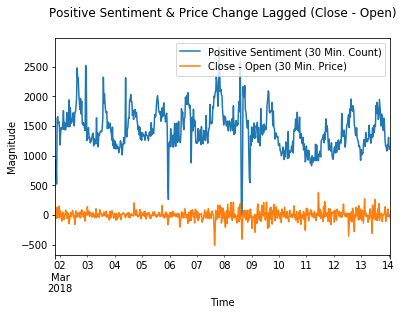 Positive Sentiment & Price Change Lagged (Close - Open)
Positive Sentiment (30 Min. Count)
Close - Open (30 Min. Price)
2500
2000
1500
1000
500
0
−500
Magnitude
02 03 04 05 06 07 08 09 10 11 12 13 14
Mar
2018
Time